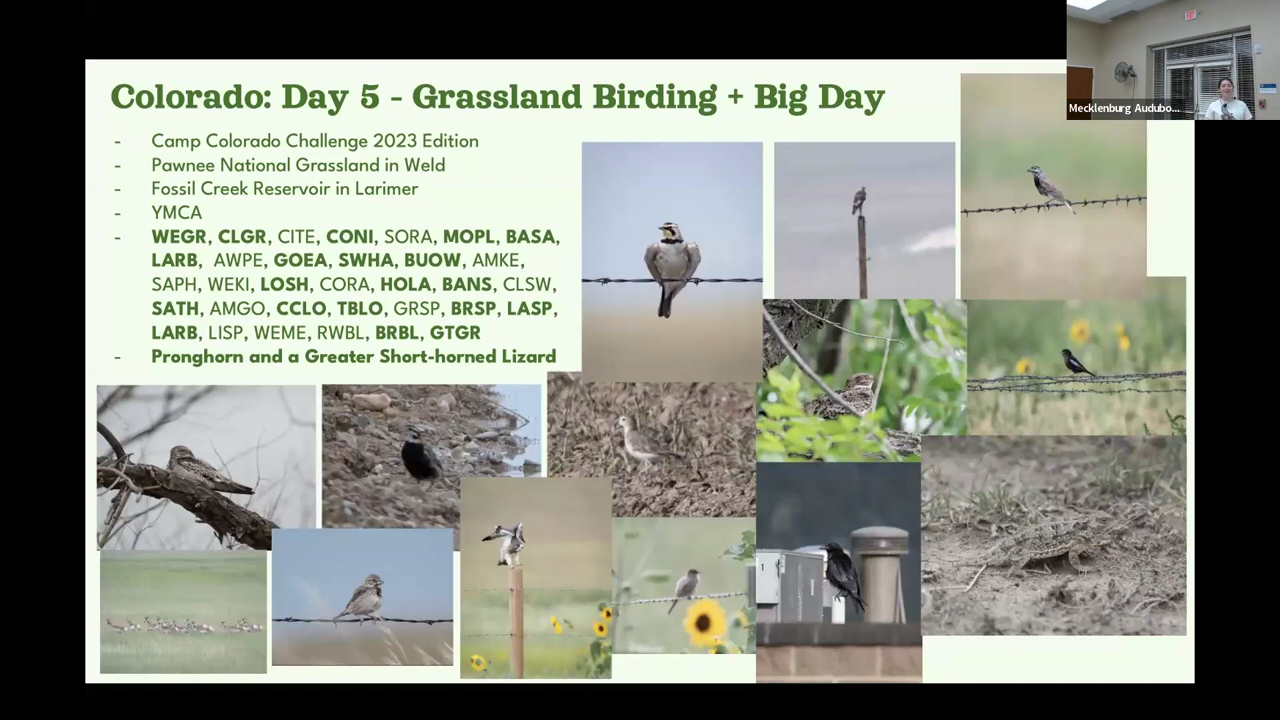 Colorado: Day 5 - Grassland Birding + Big Day
- Camp Colorado Challenge 2023 Edition
- Pawnee National Grassland in Weld
- Fossil Creek Reservoir in Larimer
- YMCA
- WEGR, CLGR, CITE, CONI, SORA, MOPL, BASA,
LARB, AWPE, GOEA, SWHA, BUOW, AMKE,
SAPH, WEKI, LOSH, CORA, HOLA, BANS, CLSW,
SATH, AMGO, CCLO, TBLO, GRSP, BRSP, LASP,
LARB, LISP, WEME, RWBL, BRBL, GTGR
- Pronghorn and a Greater Short-horned Lizard
Mecklenburg Audubo...